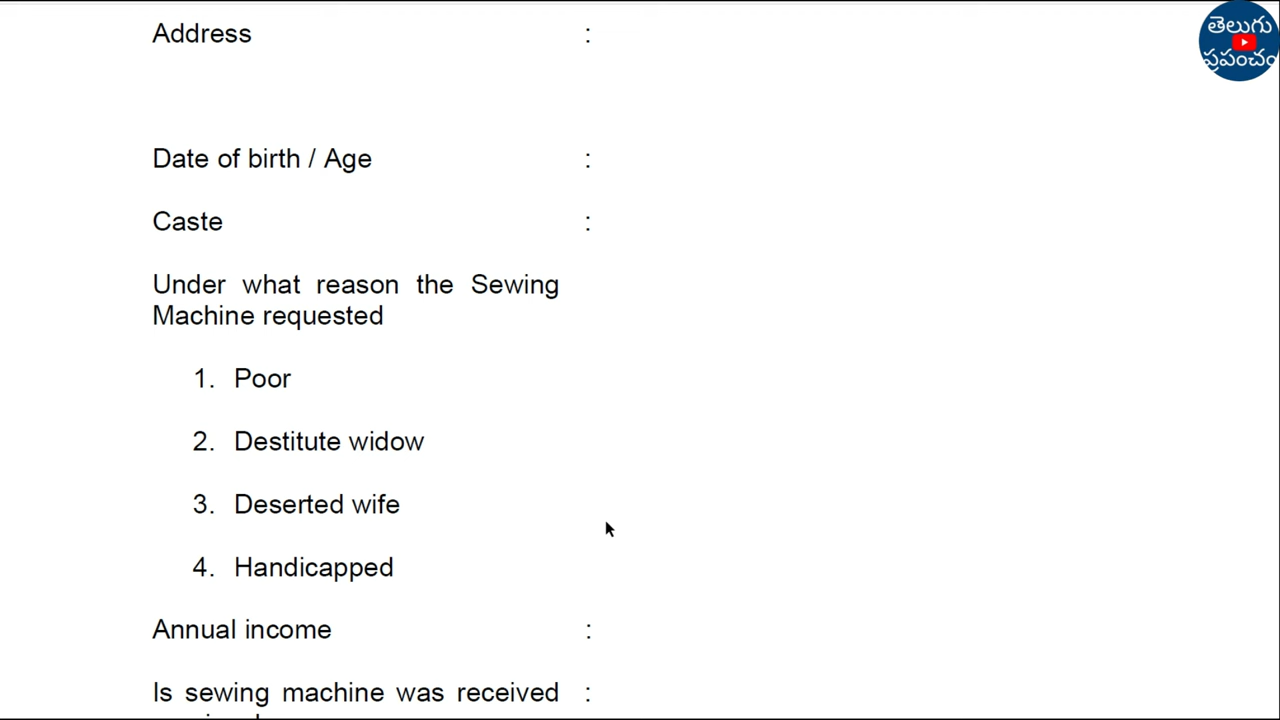 తెలుగు
ప్రపంచం
Address :
Date of birth / Age :
Caste :
Under what reason the Sewing
Machine requested
1. Poor
2. Destitute widow
3. Deserted wife
4. Handicapped
Annual income :
Is sewing machine was received :